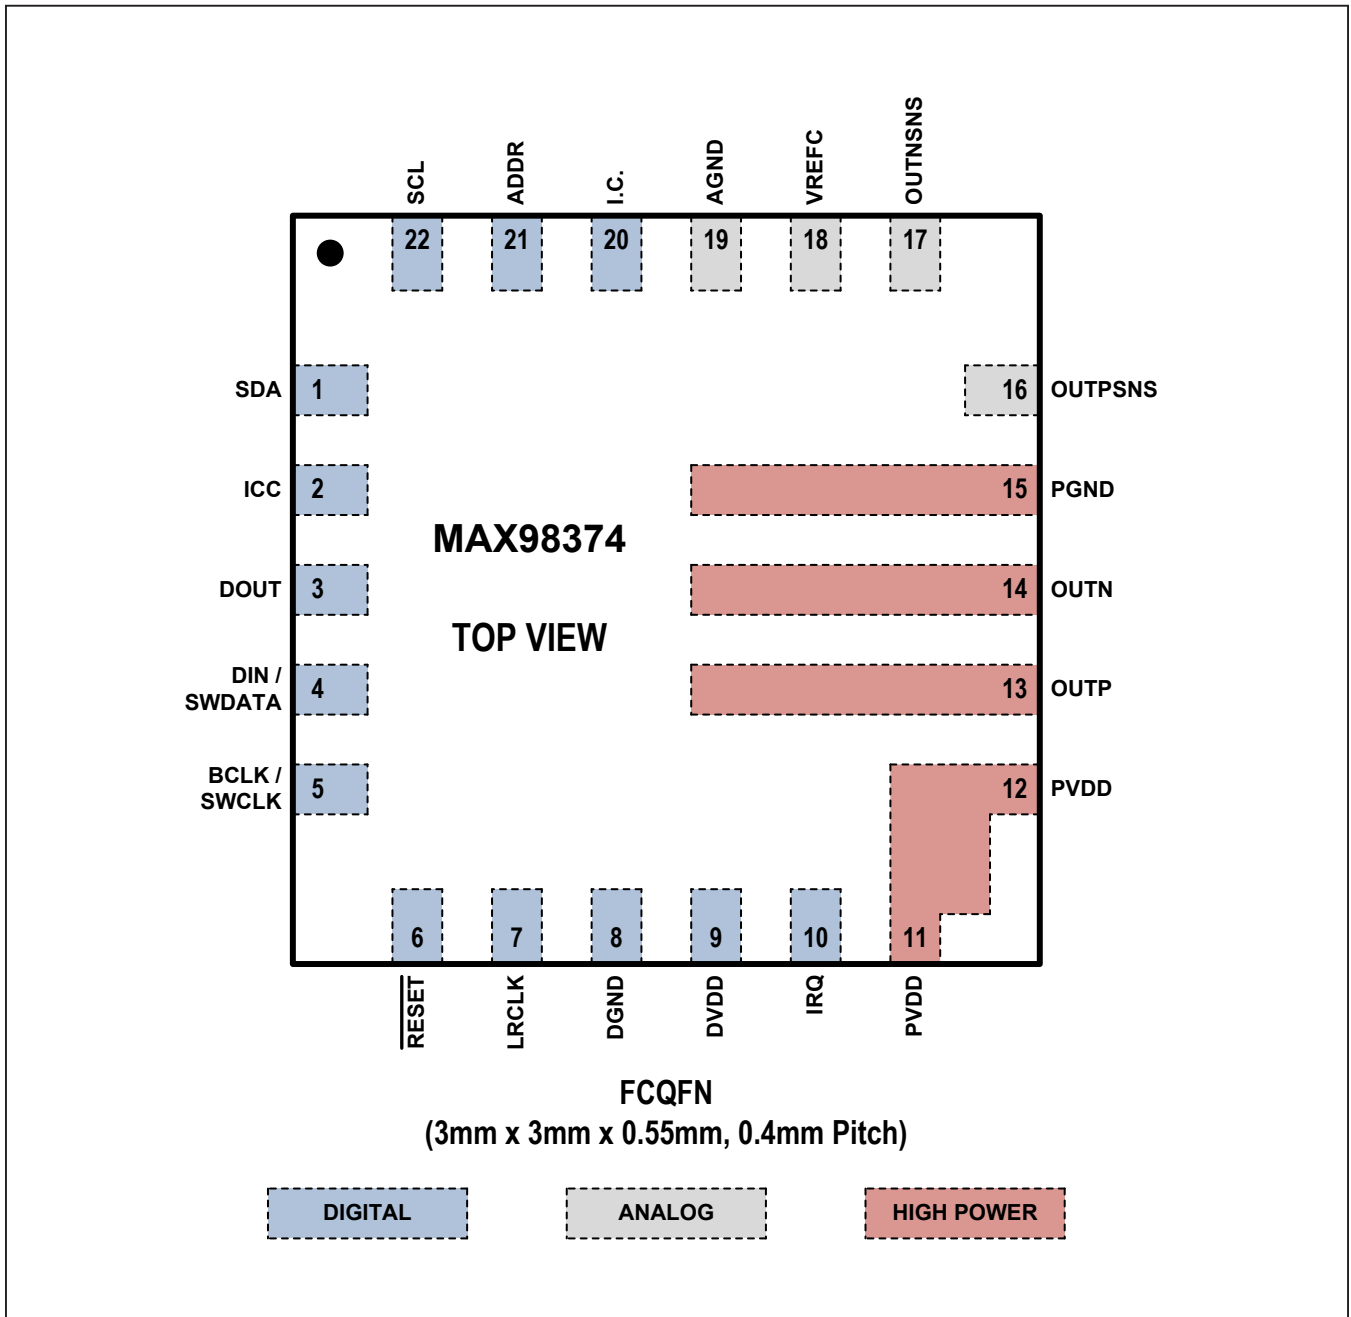 SCL
ADDR
I.C.
AGND
VREFC
OUTNSNS
22
21
20
19
18
17
SDA
1
16
OUTPSNS
ICC
2
15
PGND
MAX98374
DOUT
3
14
OUTN
TOP VIEW
DIN /
SWDATA
4
13
OUTP
BCLK /
SWCLK
5
12
PVDD
6
7
8
9
10
11
RESET
LRCLK
DGND
DVDD
IRQ
PVDD
FCQFN
(3mm x 3mm x 0.55mm, 0.4mm Pitch)
DIGITAL
ANALOG
HIGH POWER